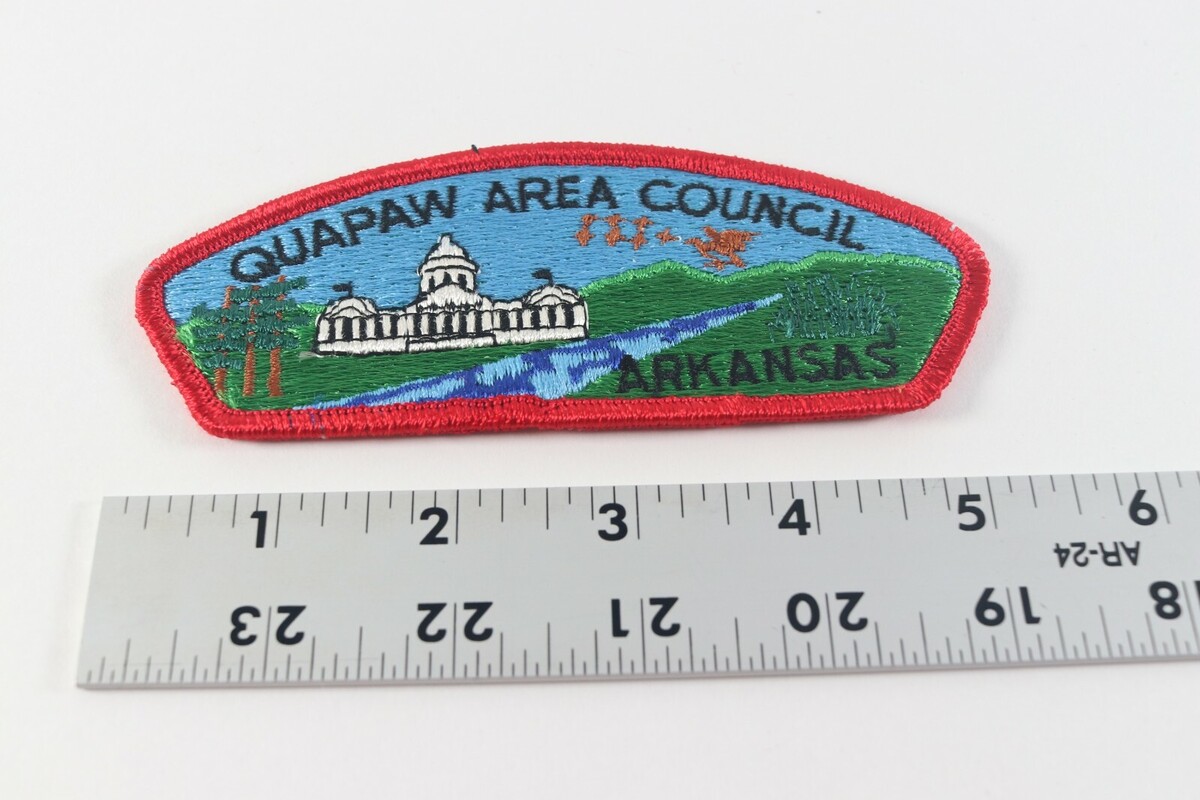 QUAPAW AREA COUNCIL
ARKANSAS
1 2 3 4 5 6
AR-24
23 22 21 20 19 18